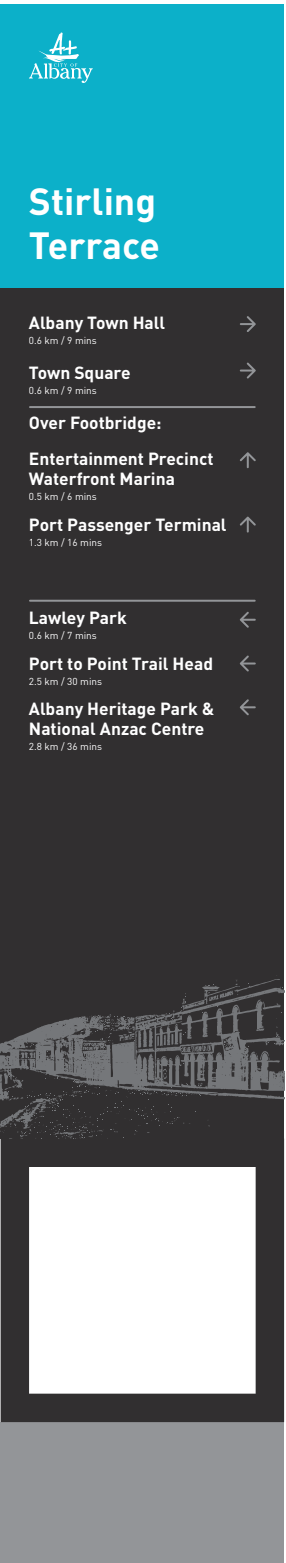 CITY OF
Albany
Stirling
Terrace
Albany Town Hall
0.6 km / 9 mins
Town Square
0.6 km / 9 mins
Over Footbridge:
Entertainment Precinct
Waterfront Marina
0.5 km / 6 mins
Port Passenger Terminal
1.3 km / 16 mins
Lawley Park
0.6 km / 7 mins
Port to Point Trail Head
2.5 km / 30 mins
Albany Heritage Park &
National Anzac Centre
2.8 km / 36 mins